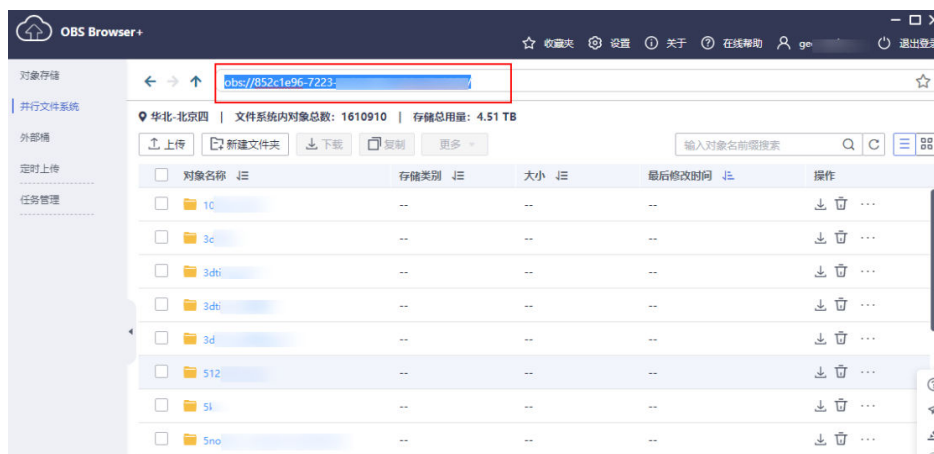 OBS Browser+
收藏夹 设置 关于 在线帮助 ge 退出登录
对象存储
并行文件系统
外部桶
定时上传
任务管理
obs://852c1e96-7223-
华北-北京四 | 文件系统内对象总数：1610910 | 存储总用量：4.51 TB
上传 新建文件夹 下载 复制 更多 输入对象名前缀搜索
对象名称 存储类别 大小 最后修改时间 操作
10 -- -- --
3d -- -- --
3dti -- -- --
3dti -- -- --
3d -- -- --
512 -- -- --
5k -- -- --
5no -- -- --